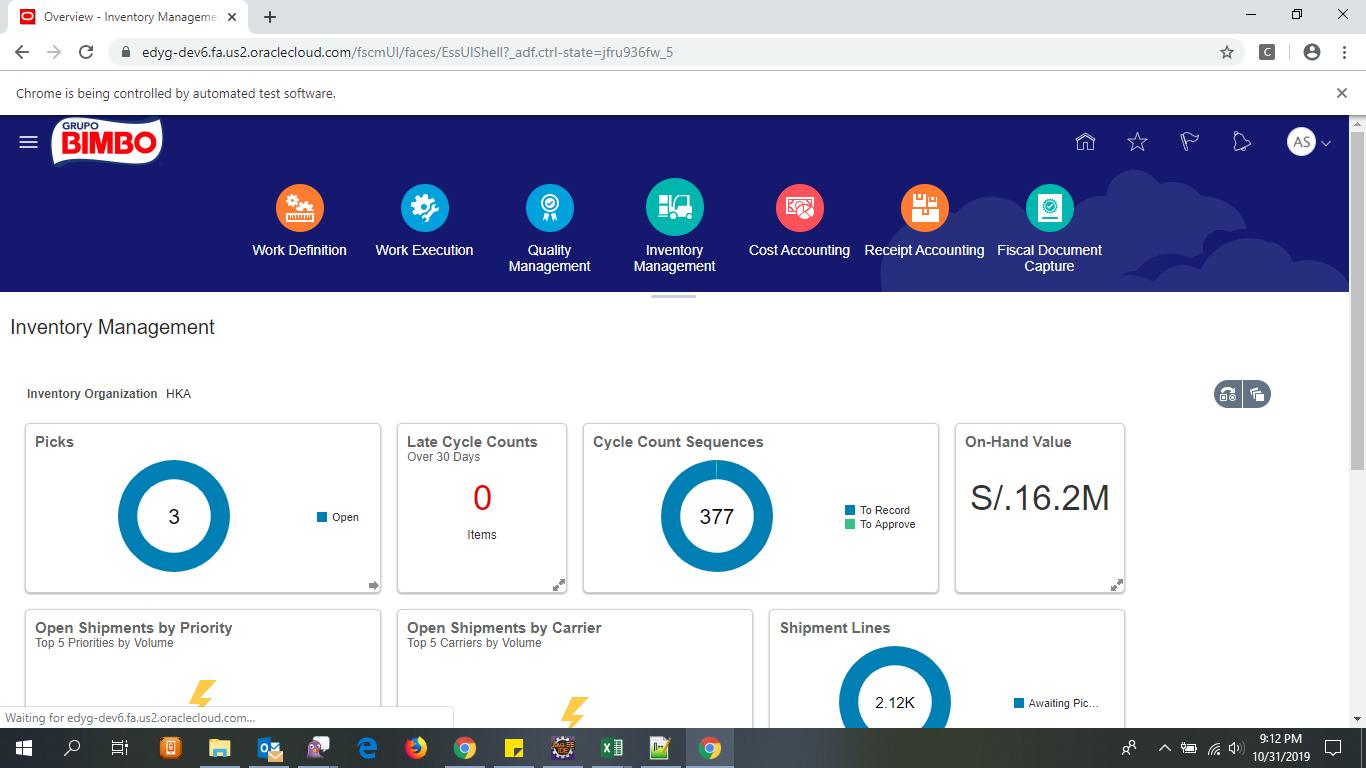 Overview - Inventory Manageme
edyg-dev6.fa.us2.oraclecloud.com/fscmUI/faces/EssUIShell?_adf.ctrl-state=jfru936fw_5
C
Chrome is being controlled by automated test software.
GRUPO
BIMBO
AS
Work Definition
Work Execution
Quality
Management
Inventory
Management
Cost Accounting
Receipt Accounting
Fiscal Document
Capture
Inventory Management
Inventory Organization HKA
Picks
3
Open
Late Cycle Counts
Over 30 Days
0
Items
Cycle Count Sequences
377
To Record
To Approve
On-Hand Value
S/.16.2M
Open Shipments by Priority
Top 5 Priorities by Volume
Open Shipments by Carrier
Top 5 Carriers by Volume
Shipment Lines
2.12K
Awaiting Pic...
Waiting for edyg-dev6.fa.us2.oraclecloud.com...
9:12 PM
10/31/2019